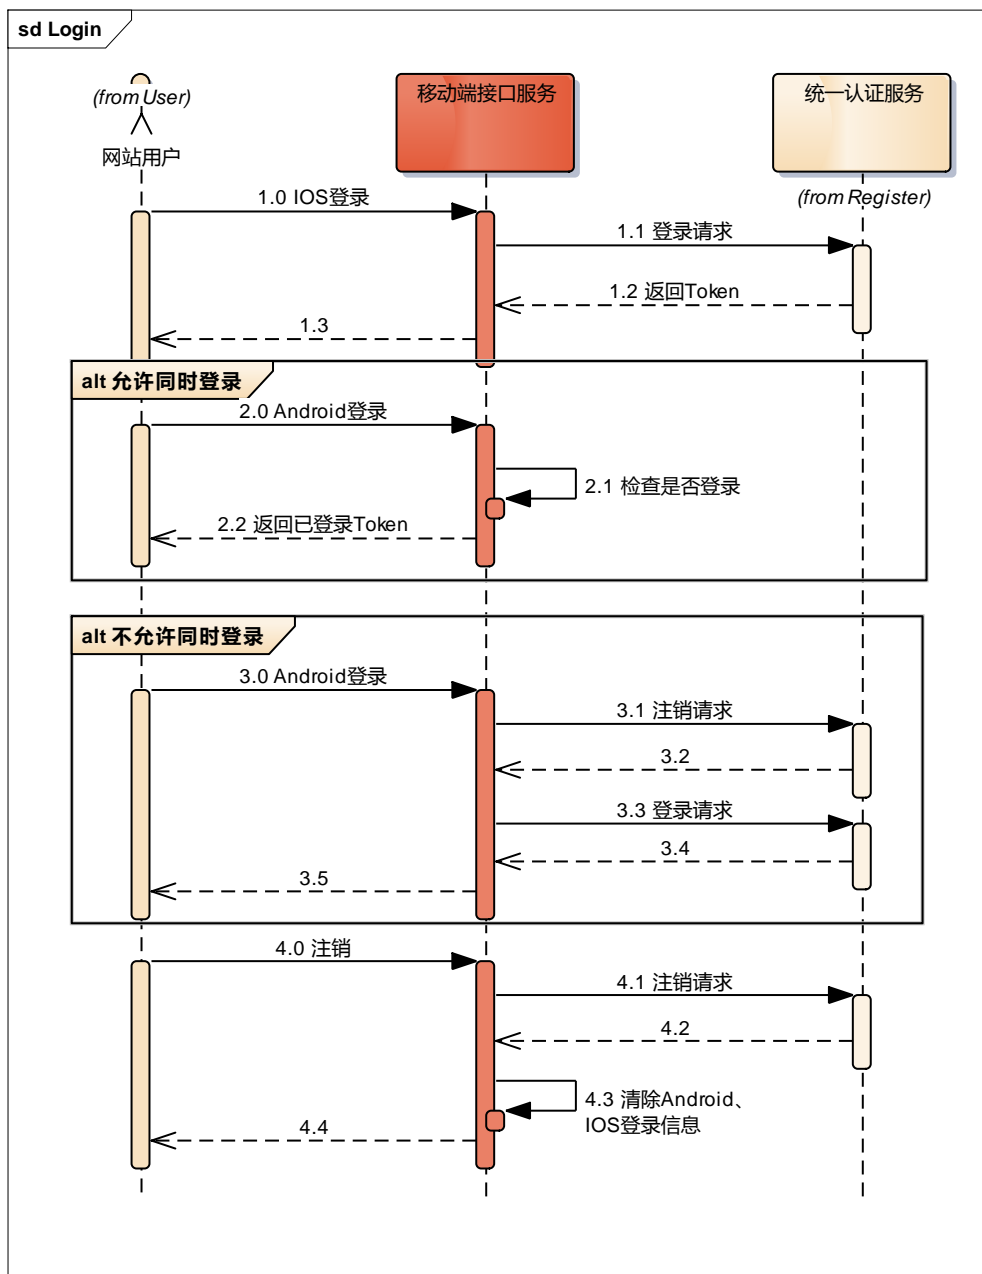 sd Login
(from User)
网站用户
移动端接口服务
统一认证服务
(from Register)
1.0 IOS登录
1.1 登录请求
1.2 返回Token
1.3
alt 允许同时登录
2.0 Android登录
2.1 检查是否登录
2.2 返回已登录Token
alt 不允许同时登录
3.0 Android登录
3.1 注销请求
3.2
3.3 登录请求
3.4
3.5
4.0 注销
4.1 注销请求
4.2
4.3 清除Android、
IOS登录信息
4.4